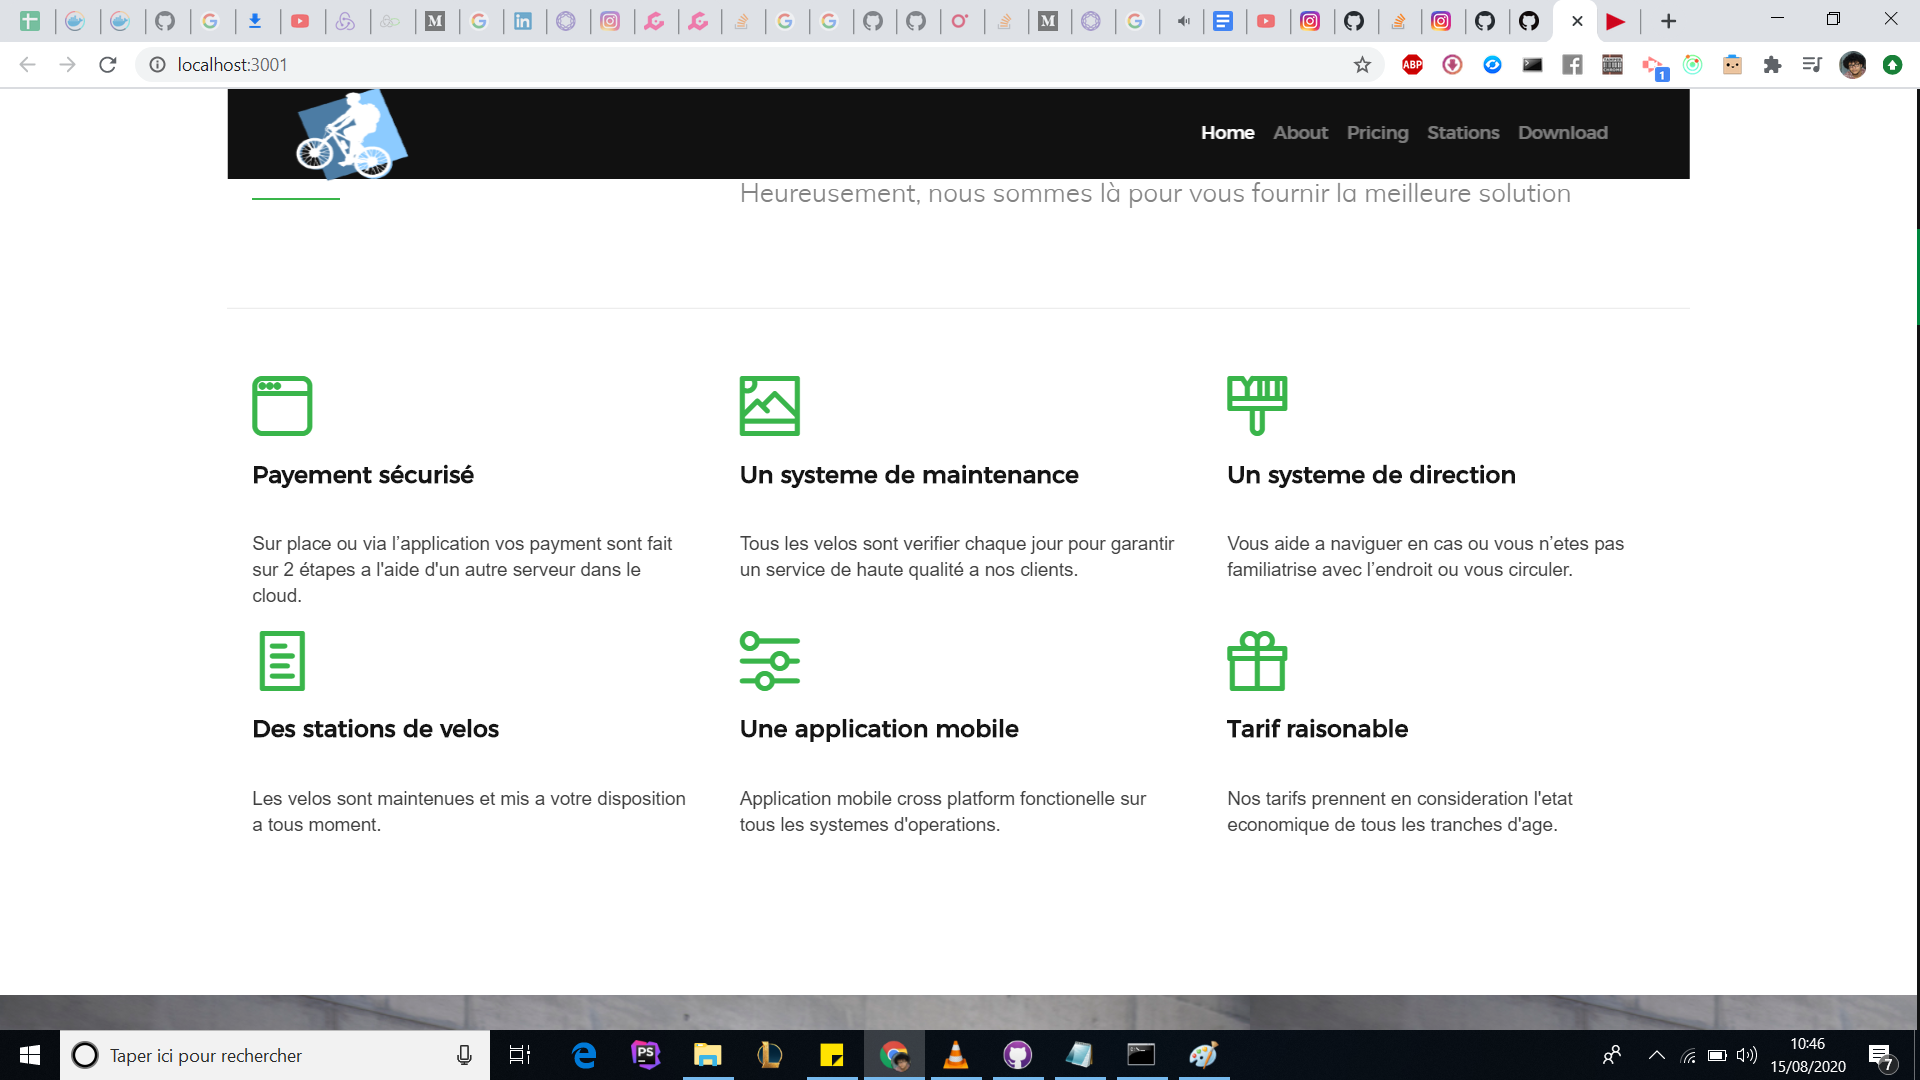 localhost:3001
ABP
1
Home About Pricing Stations Download
Heureusement, nous sommes là pour vous fournir la meilleure solution
Payement sécurisé
Sur place ou via l’application vos payment sont fait
sur 2 étapes a l'aide d'un autre serveur dans le
cloud.
Un systeme de maintenance
Tous les velos sont verifier chaque jour pour garantir
un service de haute qualité a nos clients.
Un systeme de direction
Vous aide a naviguer en cas ou vous n’etes pas
familiatrise avec l’endroit ou vous circuler.
Des stations de velos
Les velos sont maintenues et mis a votre disposition
a tous moment.
Une application mobile
Application mobile cross platform fonctionelle sur
tous les systemes d'operations.
Tarif raisonable
Nos tarifs prennent en consideration l'etat
economique de tous les tranches d'age.
Taper ici pour rechercher
PS
10:46
15/08/2020
7